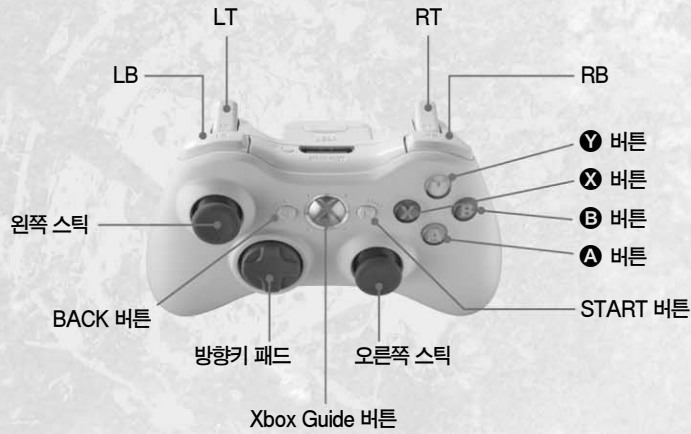 LT
RT
LB
RB
Y 버튼
X 버튼
B 버튼
A 버튼
왼쪽 스틱
BACK 버튼
START 버튼
방향키 패드
오른쪽 스틱
Xbox Guide 버튼